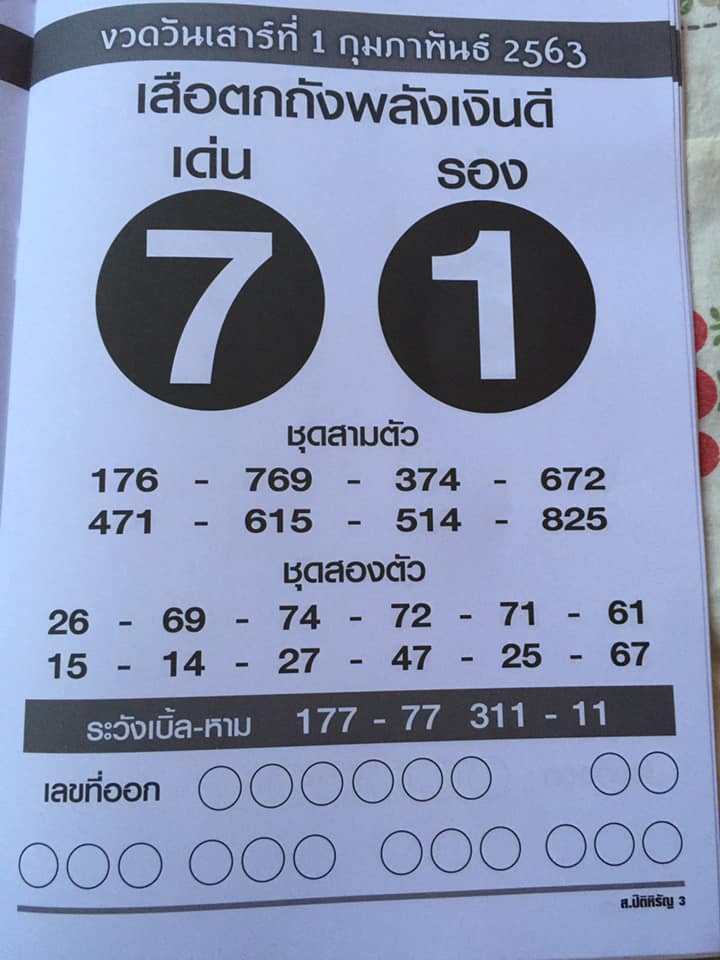 งวดวันเสาร์ที่ 1 กุมภาพันธ์ 2563
เสือตกถังพลังเงินดี
เด่น รอง
7 1
ชุดสามตัว
176 - 769 - 374 - 672
471 - 615 - 514 - 825
ชุดสองตัว
26 - 69 - 74 - 72 - 71 - 61
15 - 14 - 27 - 47 - 25 - 67
ระวังเบิ้ล-หาม 177 - 77 311 - 11
เลขที่ออก
ส.ปิติหิรัญ 3